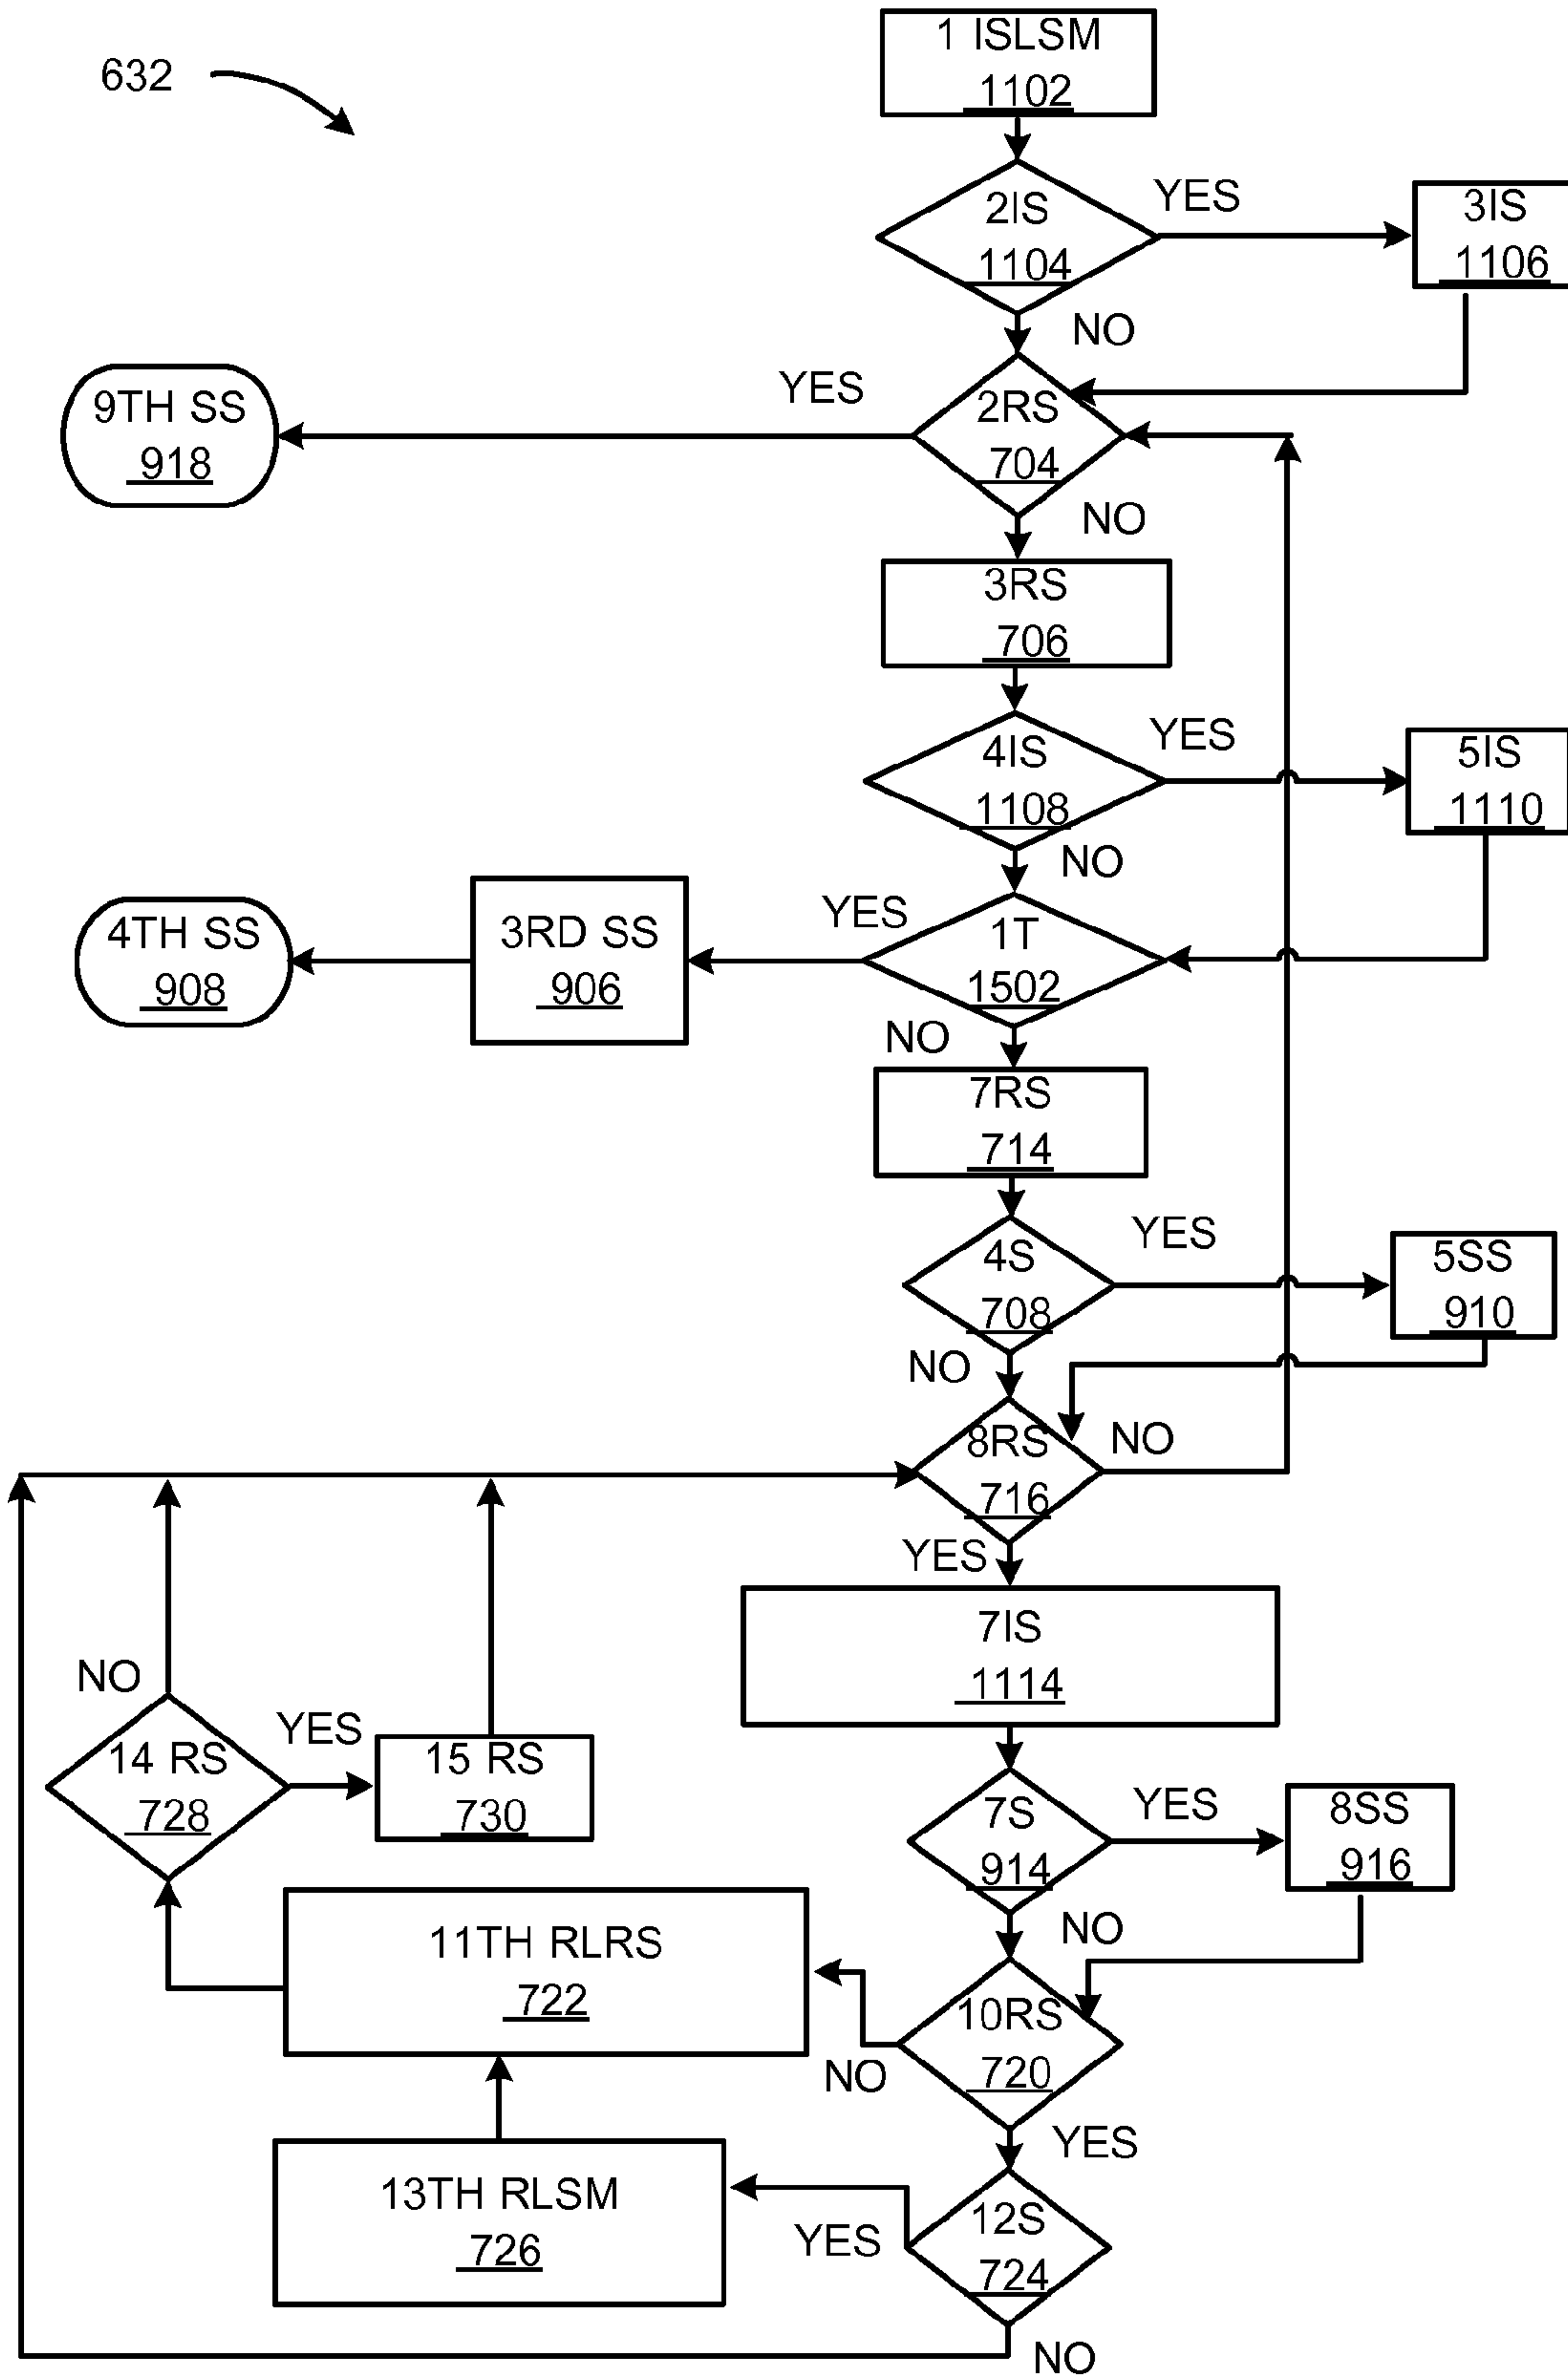 632
1 ISLSM
1102
2IS
1104
YES
3IS
1106
NO
9TH SS
918
YES
2RS
704
NO
3RS
706
4IS
1108
YES
5IS
1110
NO
4TH SS
908
3RD SS
906
YES
1T
1502
NO
7RS
714
4S
708
YES
5SS
910
NO
8RS
716
NO
YES
7IS
1114
NO
14 RS
728
YES
15 RS
730
7S
914
YES
8SS
916
NO
11TH RLRS
722
10RS
720
NO
YES
13TH RLSM
726
YES
12S
724
NO